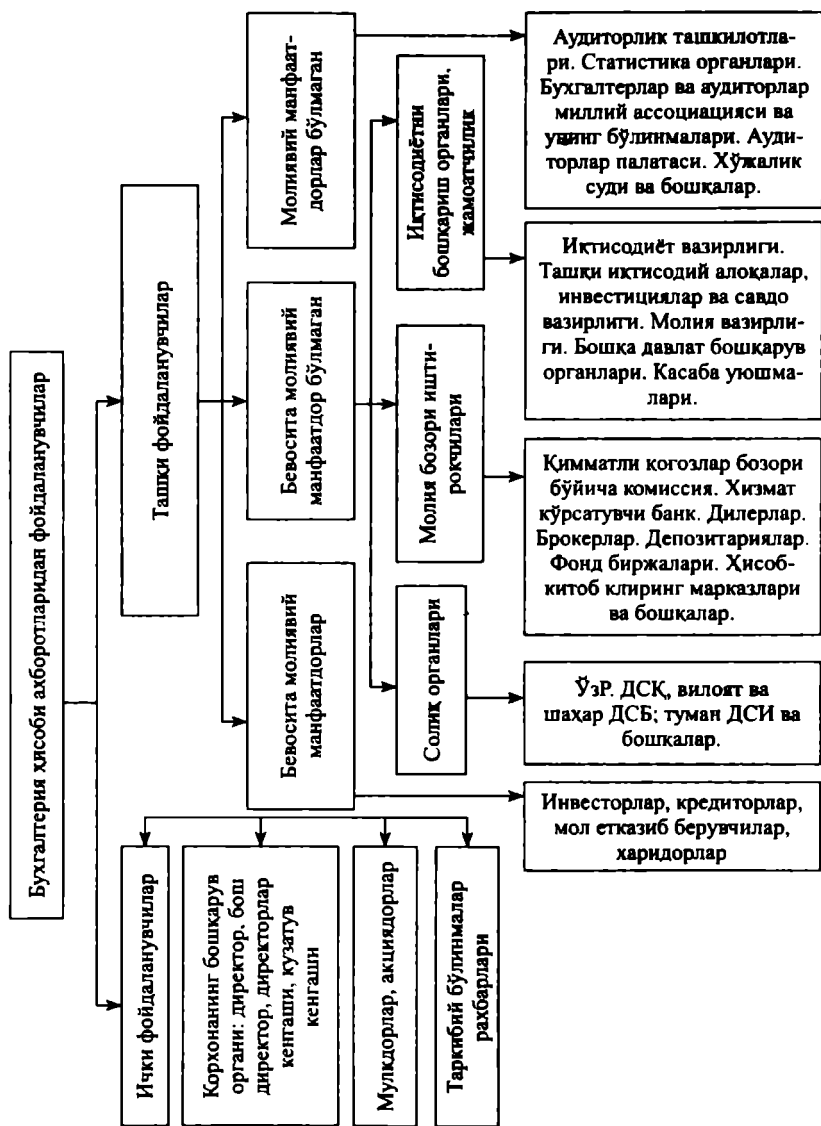 Бухгалтерия ҳисоби ахборотларидан фойдаланувчилар
Ташқи фойдаланувчилар
Молиявий манфаат-
дорлар бўлмаган
Аудиторлик ташкилотла-
ри. Статистика органлари.
Бухгалтерлар ва аудиторлар
миллий ассоциацияси ва
унинг бўлинмалари. Ауди-
торлар палатаси. Хўжалик
суди ва бошқалар.
Бевосита молиявий
манфаатдор бўлмаган
Иқтисодиётни
бошқариш органлари,
жамоатчилик
Иқтисодиёт вазирлиги.
Ташқи иқтисодий алоқалар,
инвестициялар ва савдо
вазирлиги. Молия вазирли-
ги. Бошқа давлат бошқарув
органлари. Касаба уюшма-
лари.
Молия бозори ишти-
рокчилари
Қимматли қоғозлар бозори
бўйича комиссия. Хизмат
кўрсатувчи банк. Дилерлар.
Брокерлар. Депозитариялар.
Фонд биржалари. Ҳисоб-
китоб клиринг марказлари
ва бошқалар.
Солиқ органлари
ЎзР. ДСҚ, вилоят ва
шаҳар ДСБ; туман ДСИ ва
бошқалар.
Бевосита молиявий
манфаатдорлар
Инвесторлар, кредиторлар,
мол етказиб берувчилар,
харидорлар
Ички фойдаланувчилар
Корхонанинг бошқарув
органи: директор. бош
директор, директорлар
кенгаши, кузатув
кенгаши
Мулкдорлар, акциядорлар
Таркибий бўлинмалар
раҳбарлари